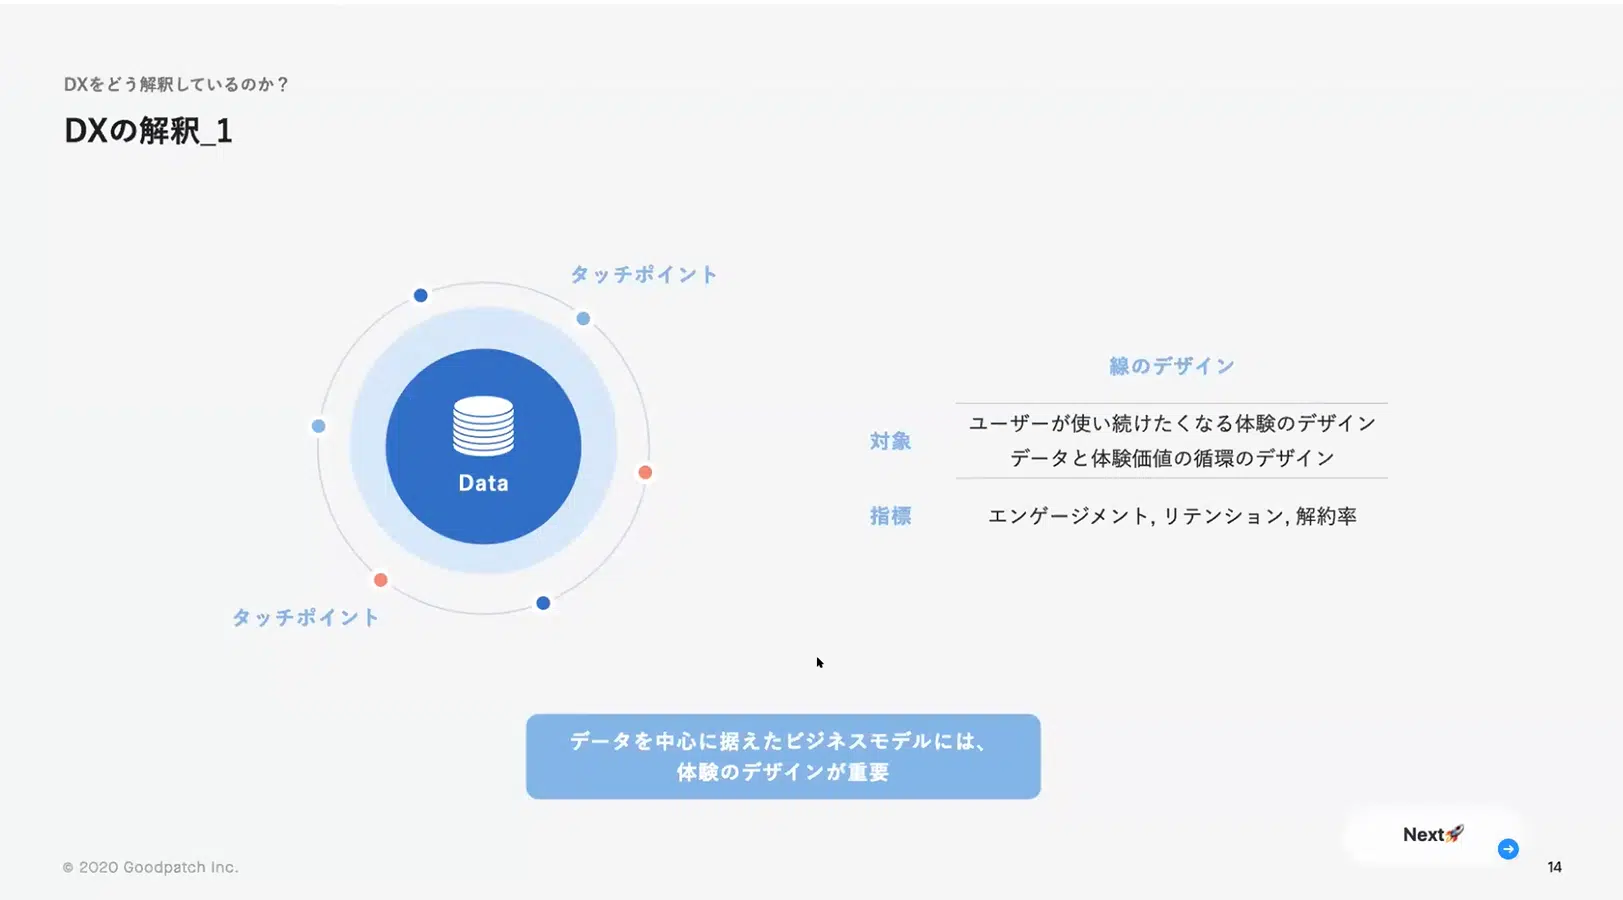 DXをどう解釈しているのか？
DXの解釈_1
タッチポイント
Data
タッチポイント
線のデザイン
対象
ユーザーが使い続けたくなる体験のデザイン
データと体験価値の循環のデザイン
指標
エンゲージメント, リテンション, 解約率
データを中心に据えたビジネスモデルには、
体験のデザインが重要
Next🚀
© 2020 Goodpatch Inc.
14